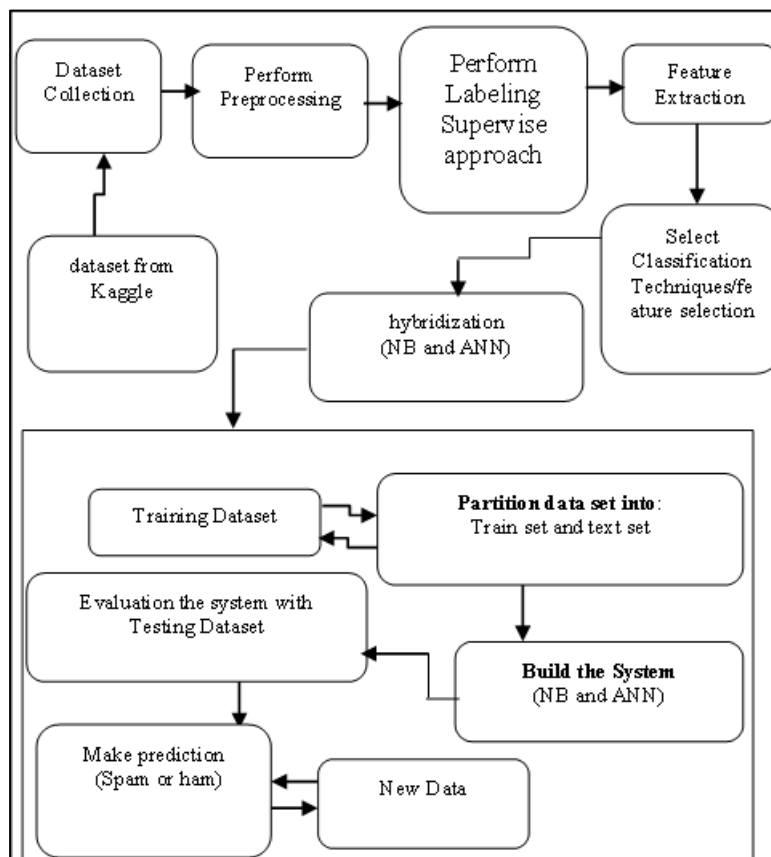 Dataset
Collection
Perform
Preprocessing
Perform
Labeling
Supervise
approach
Feature
Extraction
dataset from
Kaggle
Select
Classification
Techniques/fe
ature selection
hybridization
(NB and ANN)
Training Dataset
Partition data set into:
Train set and text set
Evaluation the system with
Testing Dataset
Build the System
(NB and ANN)
Make prediction
(Spam or ham)
New Data